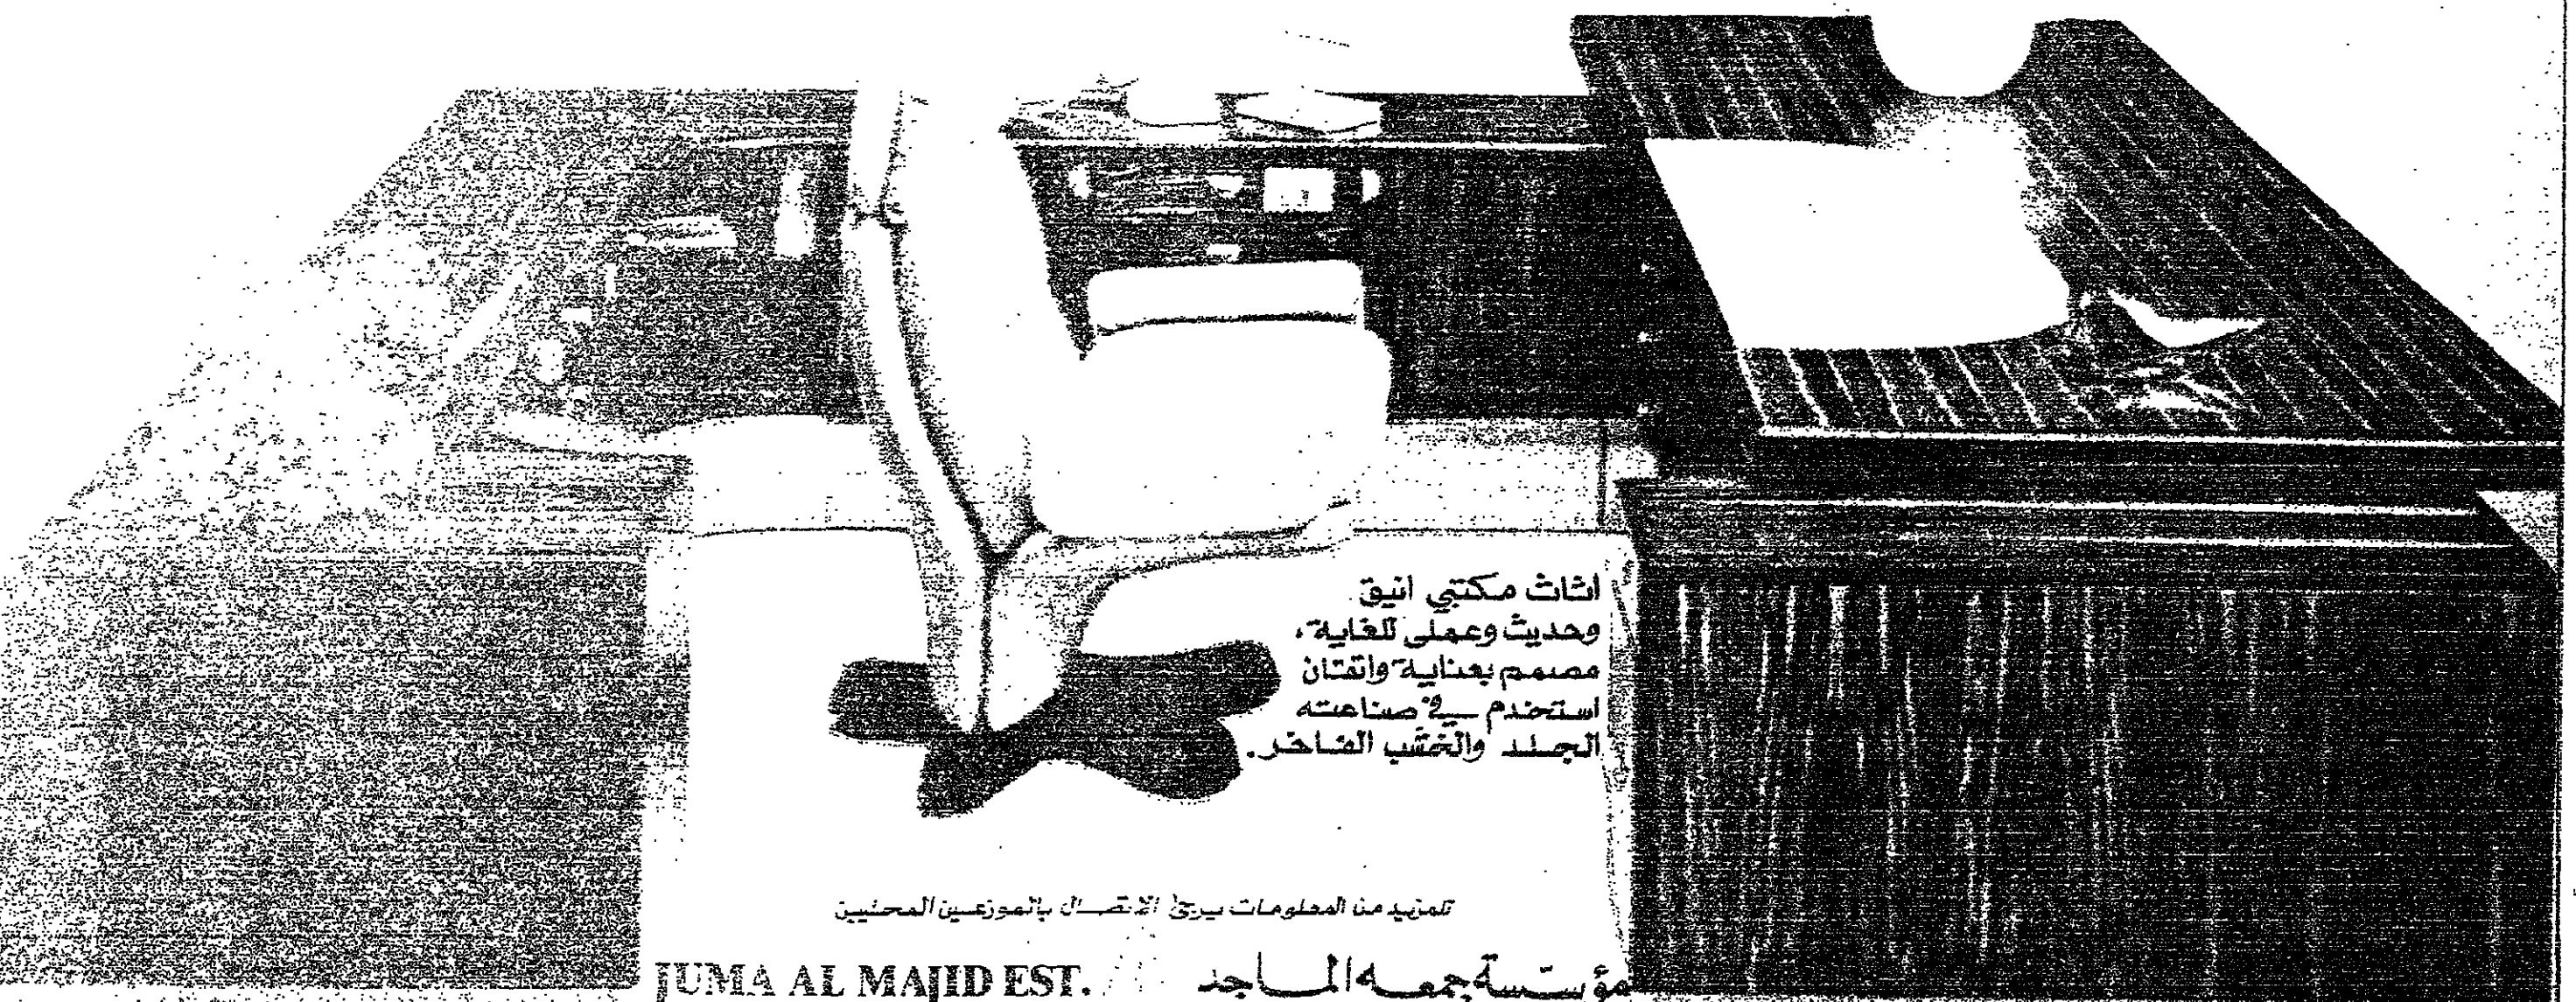 اثاث مكتبي انيق
وحديث وعملي للغاية،
مصمم بعناية واتقان
استخدم في صناعته
الجلد والخشب الفاخر.
للمزيد من المعلومات يرجى الاتصال بالموزعين المحليين
JUMA AL MAJID EST.
مؤسسة جمعه الماجد